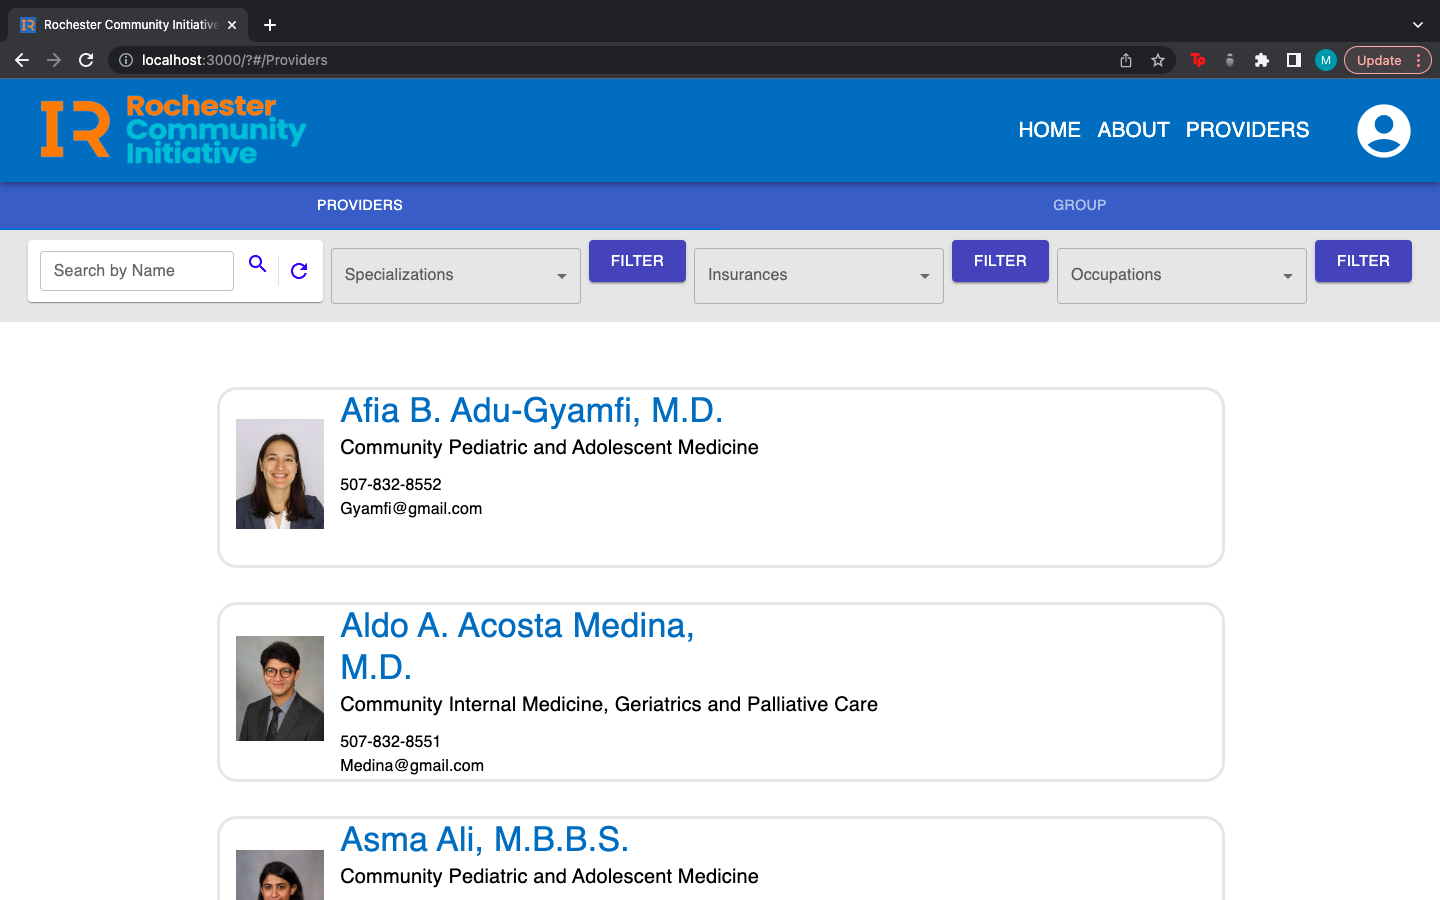 Rochester Community Initiative
localhost:3000/?#/Providers
Tp
M
Update
IR
Rochester
Community
Initiative
HOME ABOUT PROVIDERS
PROVIDERS
GROUP
Search by Name
Specializations
FILTER
Insurances
FILTER
Occupations
FILTER
Afia B. Adu-Gyamfi, M.D.
Community Pediatric and Adolescent Medicine
507-832-8552
Gyamfi@gmail.com
Aldo A. Acosta Medina,
M.D.
Community Internal Medicine, Geriatrics and Palliative Care
507-832-8551
Medina@gmail.com
Asma Ali, M.B.B.S.
Community Pediatric and Adolescent Medicine